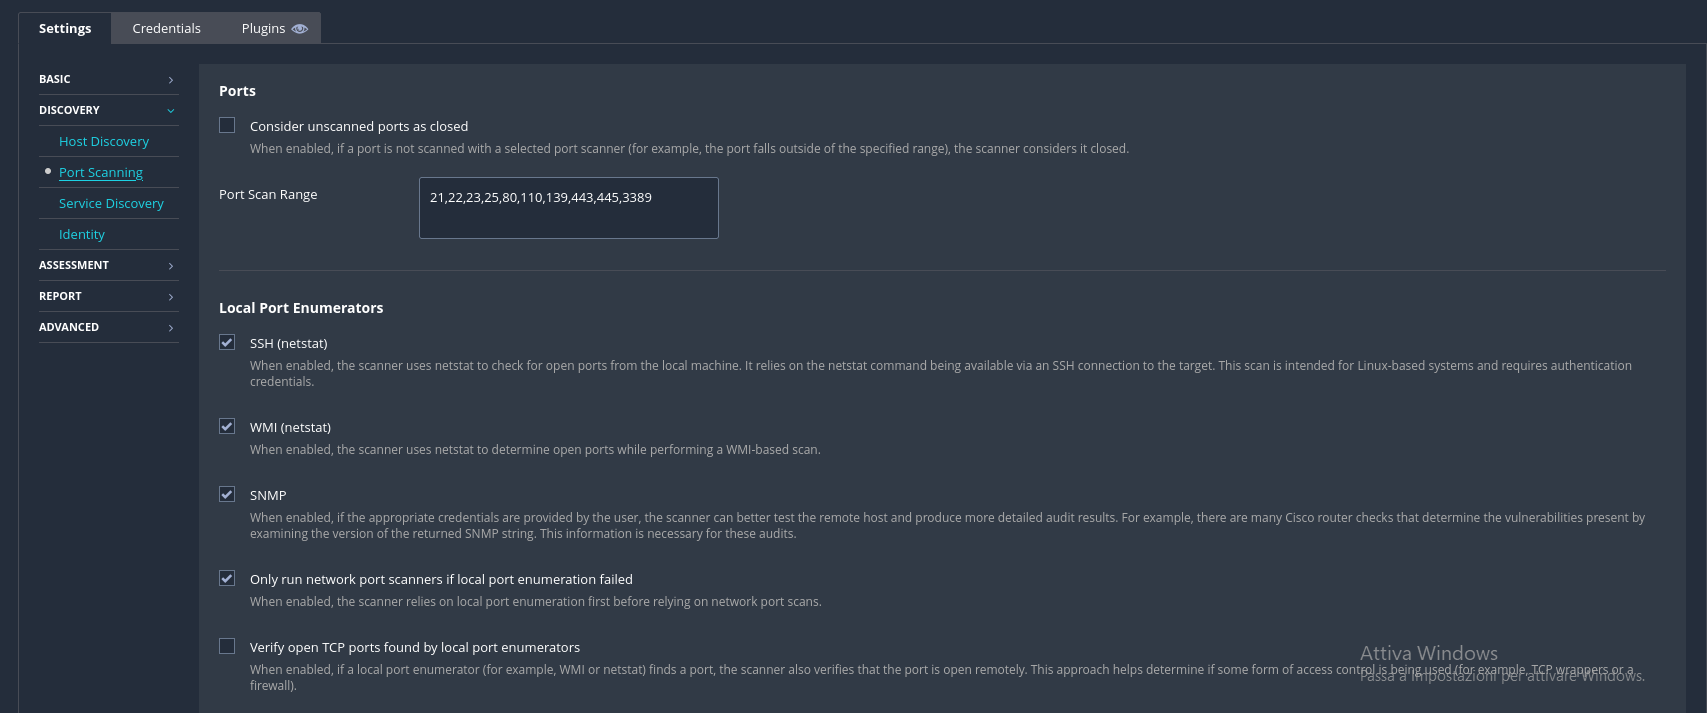 Settings
Credentials
Plugins
BASIC
DISCOVERY
Host Discovery
Port Scanning
Service Discovery
Identity
ASSESSMENT
REPORT
ADVANCED
Ports
Consider unscanned ports as closed
When enabled, if a port is not scanned with a selected port scanner (for example, the port falls outside of the specified range), the scanner considers it closed.
Port Scan Range
21,22,23,25,80,110,139,443,445,3389
Local Port Enumerators
SSH (netstat)
When enabled, the scanner uses netstat to check for open ports from the local machine. It relies on the netstat command being available via an SSH connection to the target. This scan is intended for Linux-based systems and requires authentication
credentials.
WMI (netstat)
When enabled, the scanner uses netstat to determine open ports while performing a WMI-based scan.
SNMP
When enabled, if the appropriate credentials are provided by the user, the scanner can better test the remote host and produce more detailed audit results. For example, there are many Cisco router checks that determine the vulnerabilities present by
examining the version of the returned SNMP string. This information is necessary for these audits.
Only run network port scanners if local port enumeration failed
When enabled, the scanner relies on local port enumeration first before relying on network port scans.
Verify open TCP ports found by local port enumerators
When enabled, if a local port enumerator (for example, WMI or netstat) finds a port, the scanner also verifies that the port is open remotely. This approach helps determine if some form of access control is being used (for example, TCP wrappers or a
firewall).
Attiva Windows
Passa a Impostazioni per attivare Windows.